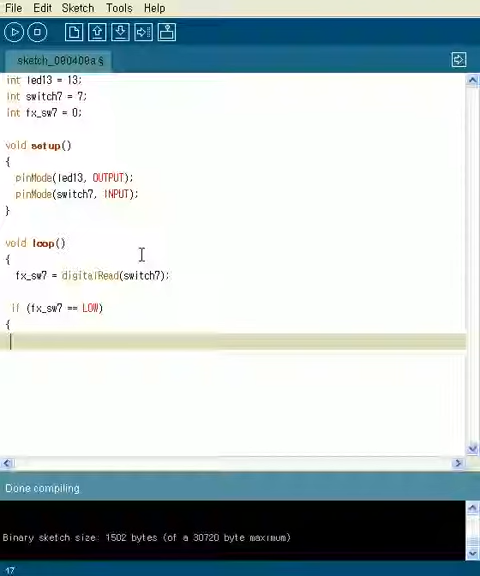 File Edit Sketch Tools Help
sketch_090409a §
int led13 = 13;
int switch7 = 7;
int fx_sw7 = 0;
void setup()
{
pinMode(led13, OUTPUT);
pinMode(switch7, INPUT);
}
void loop()
{
fx_sw7 = digitalRead(switch7);
if (fx_sw7 == LOW)
{
Done compiling
Binary sketch size: 1502 bytes (of a 30720 byte maximum)
17